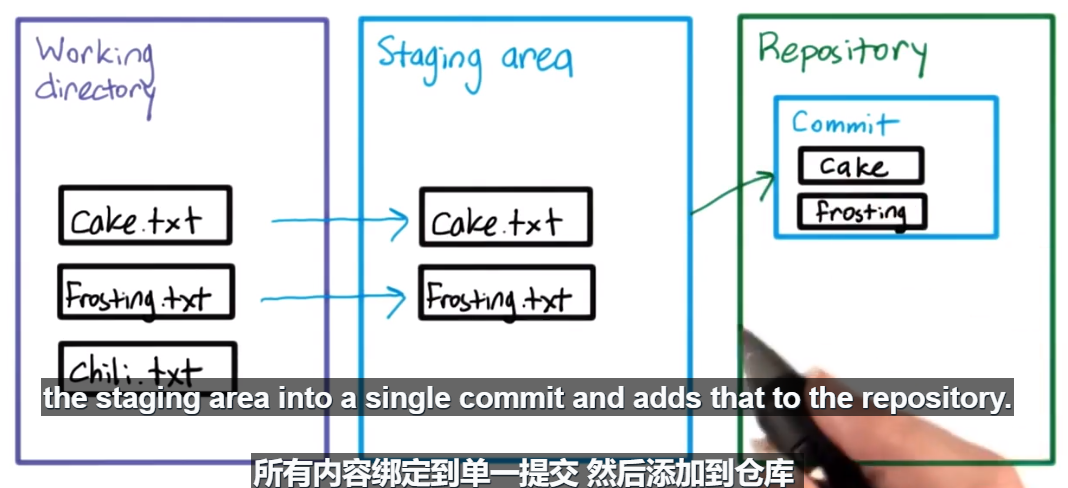 Working
directory
Staging area
Repository
Commit
Cake
Frosting
Cake.txt
Cake.txt
Frosting.txt
Frosting.txt
Chili.txt
the staging area into a single commit and adds that to the repository.
所有内容绑定到单一提交 然后添加到仓库